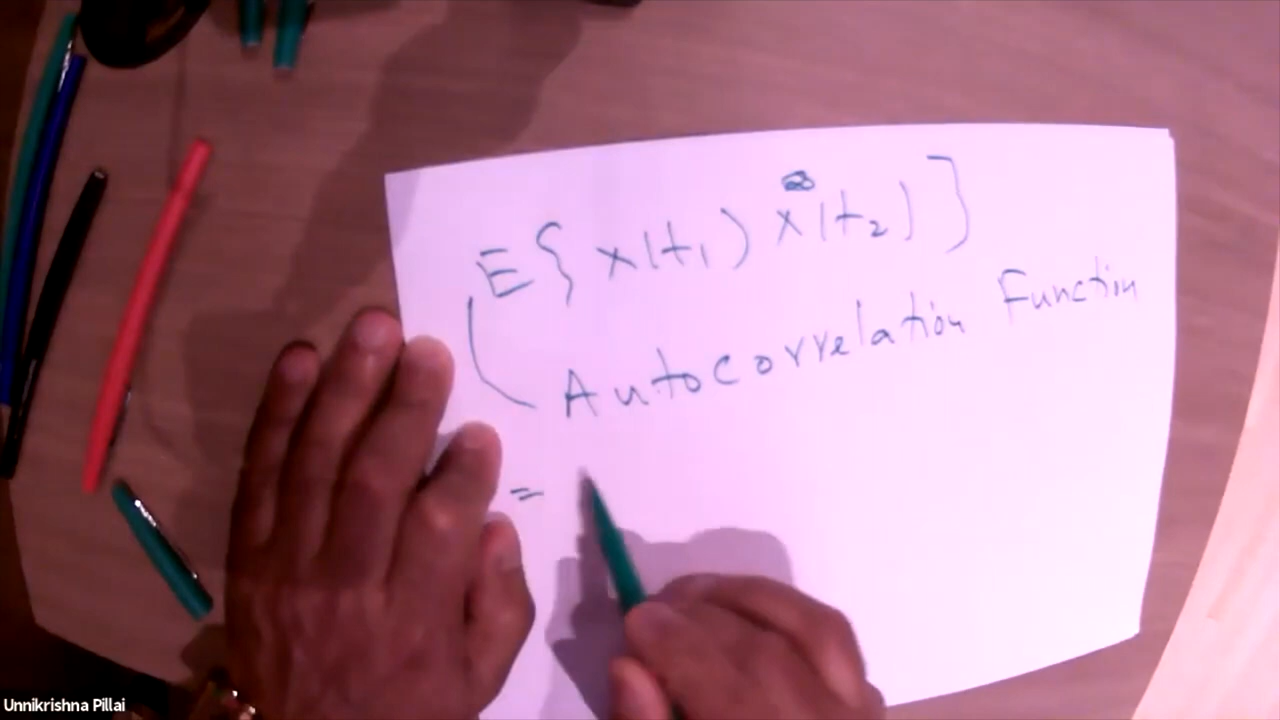 E{ X(t₁) X(t₂) }
Autocorrelation Function
=
Unnikrishna Pillai